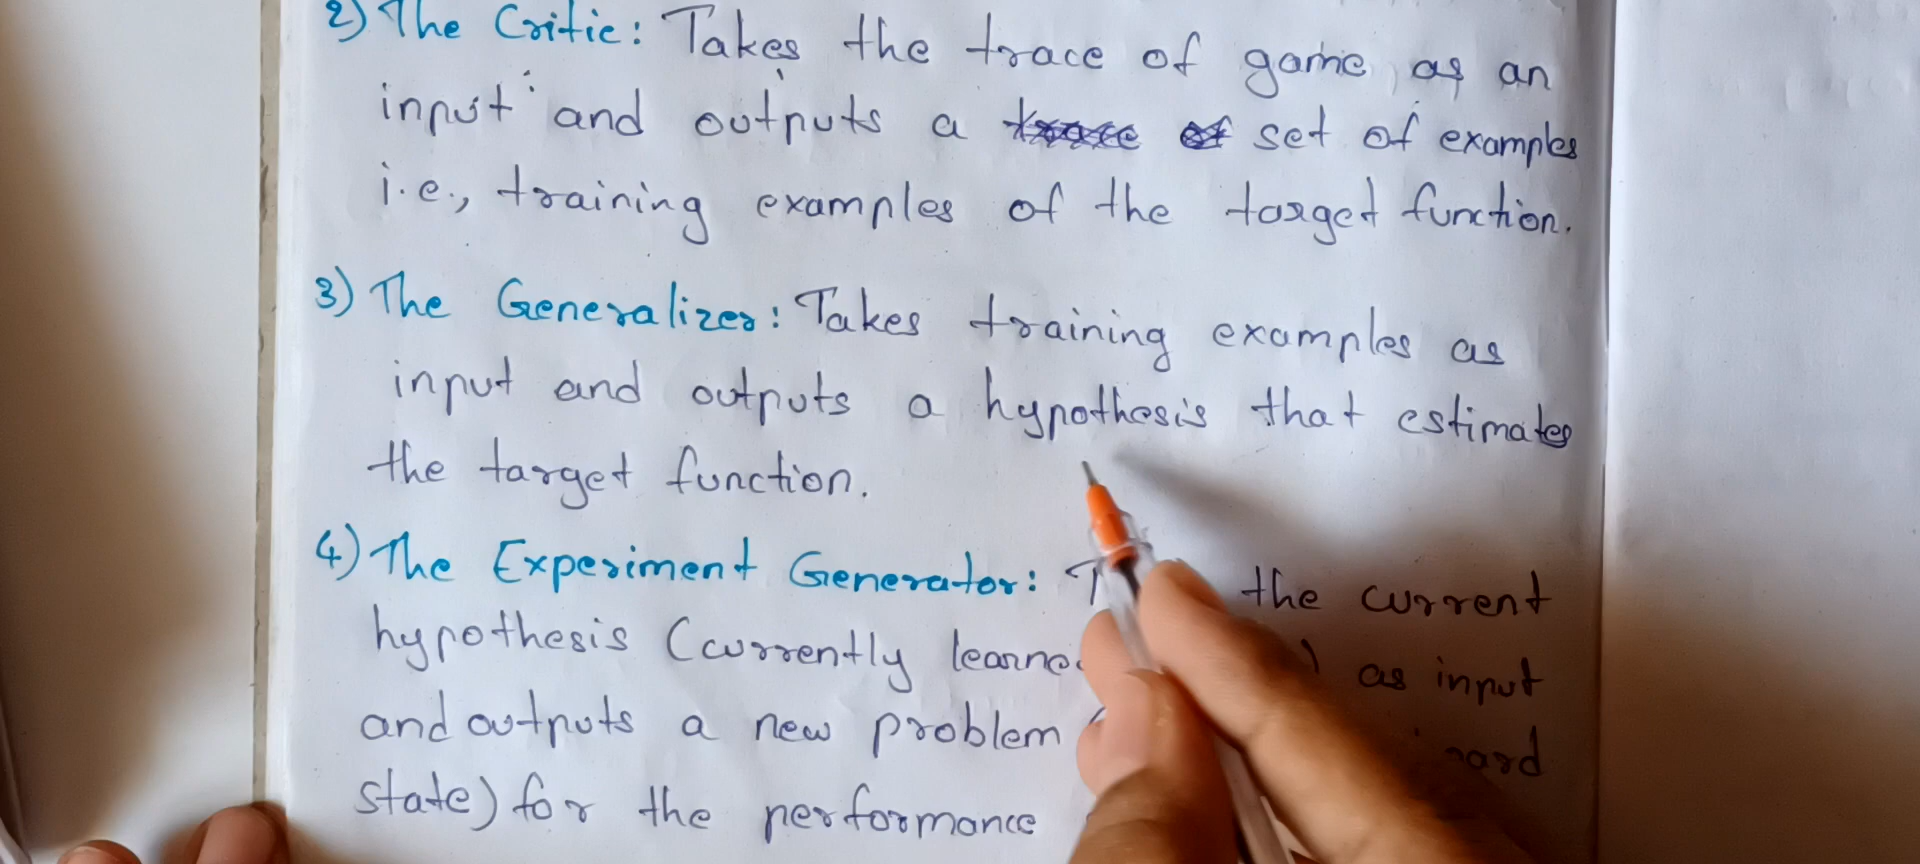 2) The Critic: Takes the trace of game as an
input and outputs a set of examples
i.e., training examples of the target function.
3) The Generalizer: Takes training examples as
input and outputs a hypothesis that estimates
the target function.
4) The Experiment Generator: the current
hypothesis (currently as input
and outputs a new problem
state) for the performance